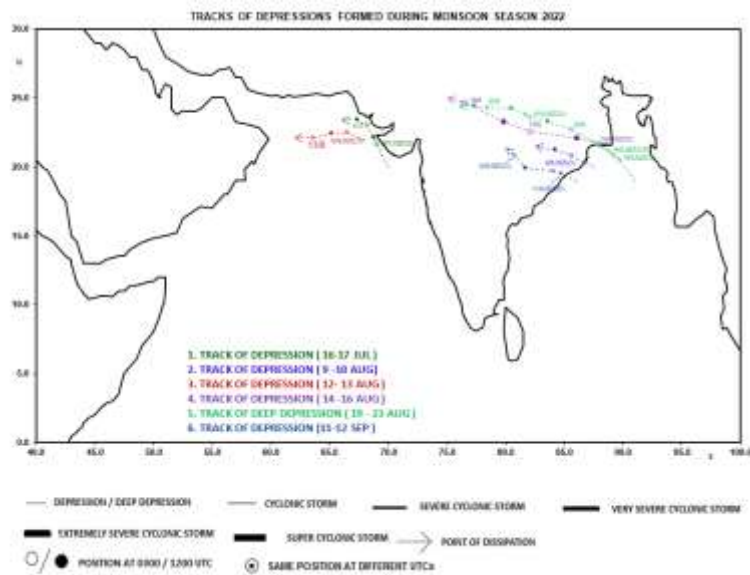 TRACKS OF DEPRESSIONS FORMED DURING MONSOON SEASON 2022
25.0
20.0
15.0
10.0
5.0
0.0
40.0 45.0 50.0 55.0 60.0 65.0 70.0 75.0 80.0 85.0 90.0 95.0 100.0
1. TRACK OF DEPRESSION ( 16-17 JUL )
2. TRACK OF DEPRESSION ( 9 -10 AUG)
3. TRACK OF DEPRESSION ( 12- 13 AUG)
4. TRACK OF DEPRESSION ( 14 -16 AUG)
5. TRACK OF DEEP DEPRESSION ( 19 - 23 AUG )
6. TRACK OF DEPRESSION (11-12 SEP )
DEPRESSION / DEEP DEPRESSION CYCLONIC STORM SEVERE CYCLONIC STORM VERY SEVERE CYCLONIC STORM
EXTREMELY SEVERE CYCLONIC STORM SUPER CYCLONIC STORM POINT OF DISSIPATION
POSITION AT 0300 / 1200 UTC SAME POSITION AT DIFFERENT UTCs